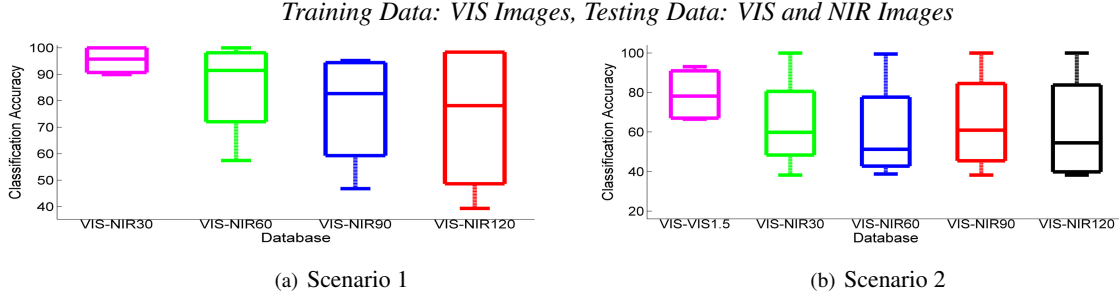 Training Data: VIS Images, Testing Data: VIS and NIR Images
Classification Accuracy
100
90
80
70
60
50
40
VIS-NIR30 VIS-NIR60 VIS-NIR90 VIS-NIR120
Database
(a) Scenario 1
Classification Accuracy
100
80
60
40
20
VIS-VIS1.5 VIS-NIR30 VIS-NIR60 VIS-NIR90 VIS-NIR120
Database
(b) Scenario 2